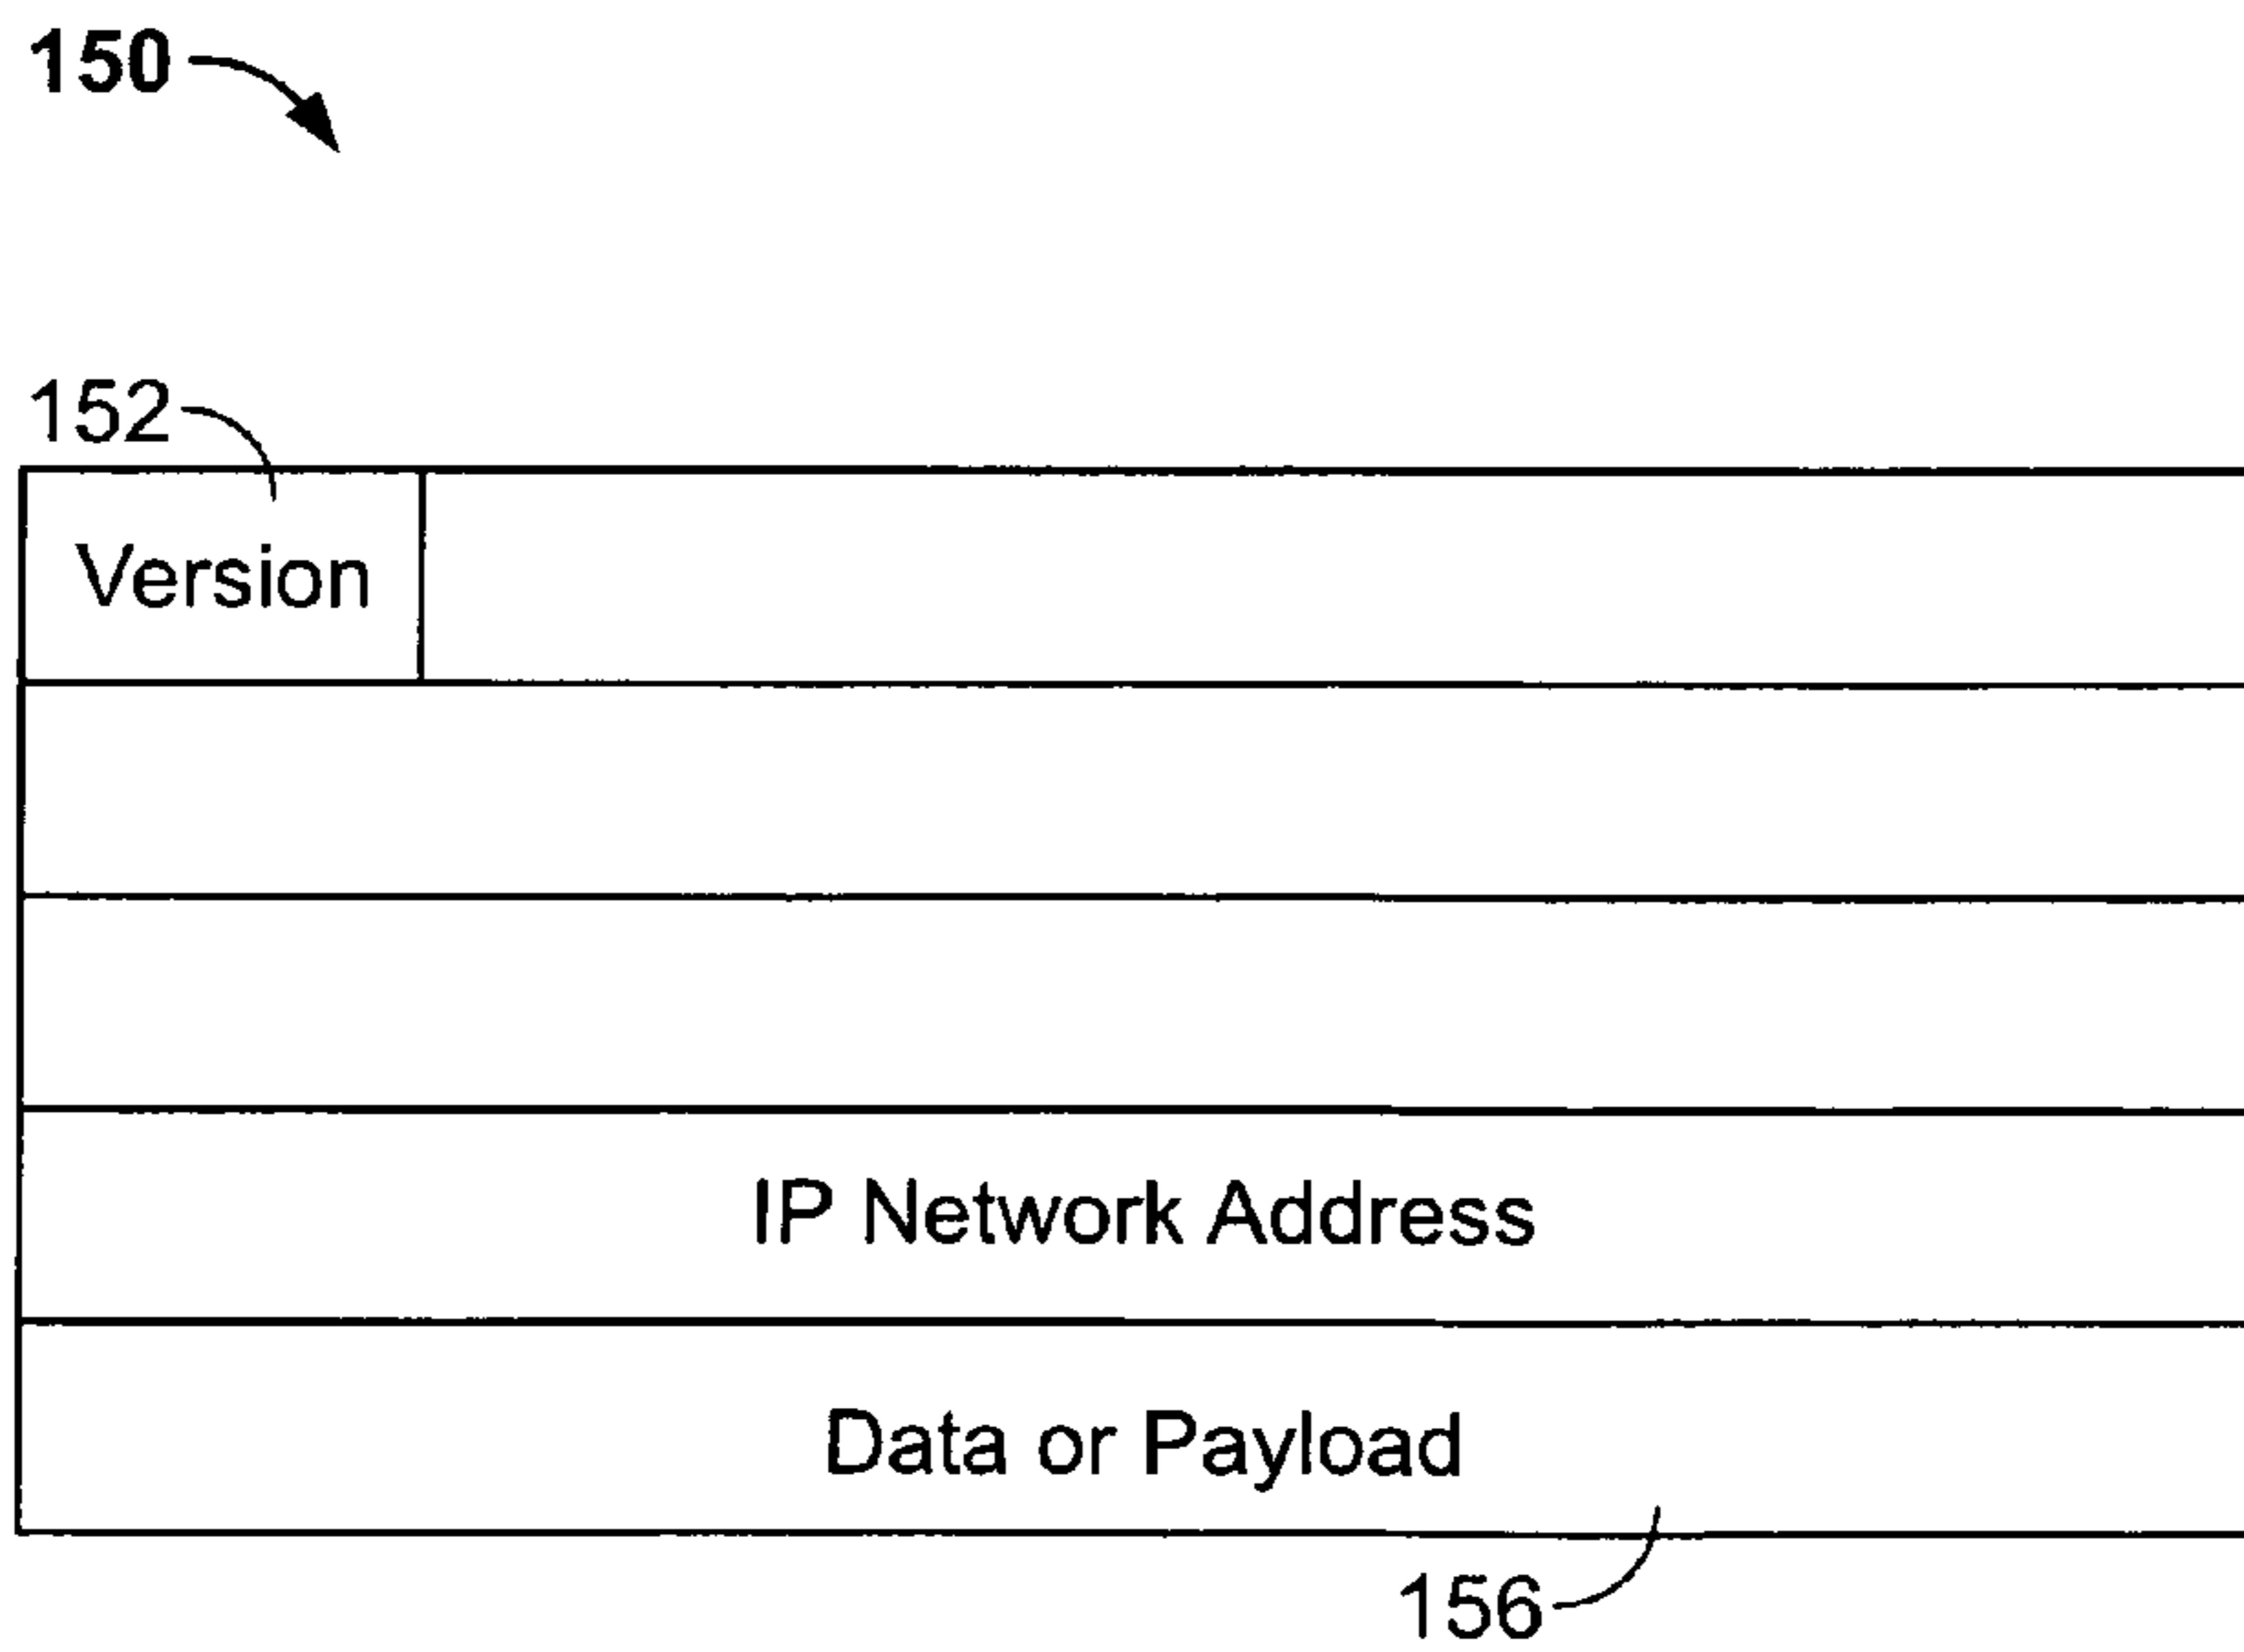 150
152
Version
IP Network Address
Data or Payload
156